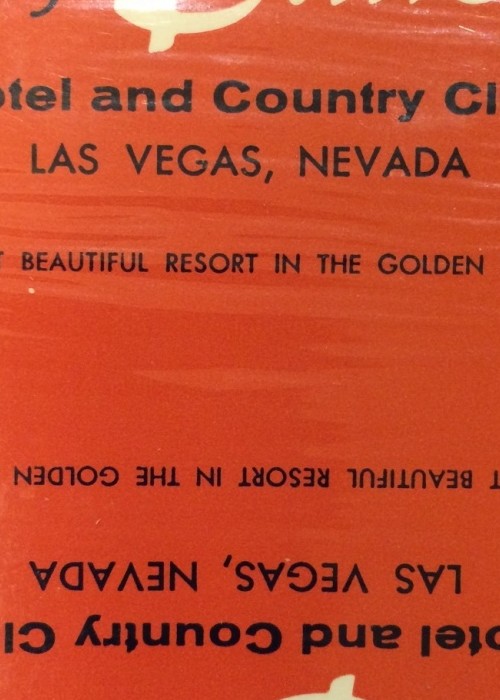 otel and Country Cl
LAS VEGAS, NEVADA
T BEAUTIFUL RESORT IN THE GOLDEN
T BEAUTIFUL RESORT IN THE GOLDEN
LAS VEGAS, NEVADA
otel and Country Cl